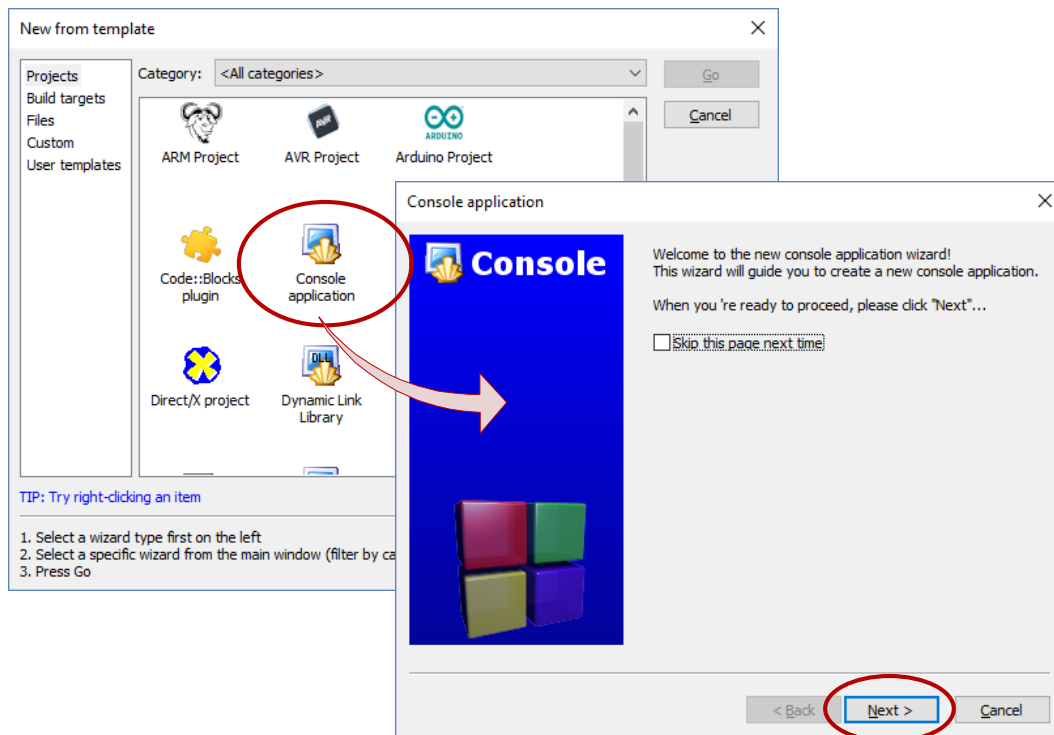 New from template
Projects
Build targets
Files
Custom
User templates
Category: <All categories>
Go
Cancel
ARM Project
AVR
AVR Project
ARDUINO
Arduino Project
Code::Blocks
plugin
Console
application
Direct/X project
DLL
Dynamic Link
Library
TIP: Try right-clicking an item
1. Select a wizard type first on the left
2. Select a specific wizard from the main window (filter by ca
3. Press Go
Console application
Console
Welcome to the new console application wizard!
This wizard will guide you to create a new console application.
When you 're ready to proceed, please click "Next"...
Skip this page next time
< Back
Next >
Cancel